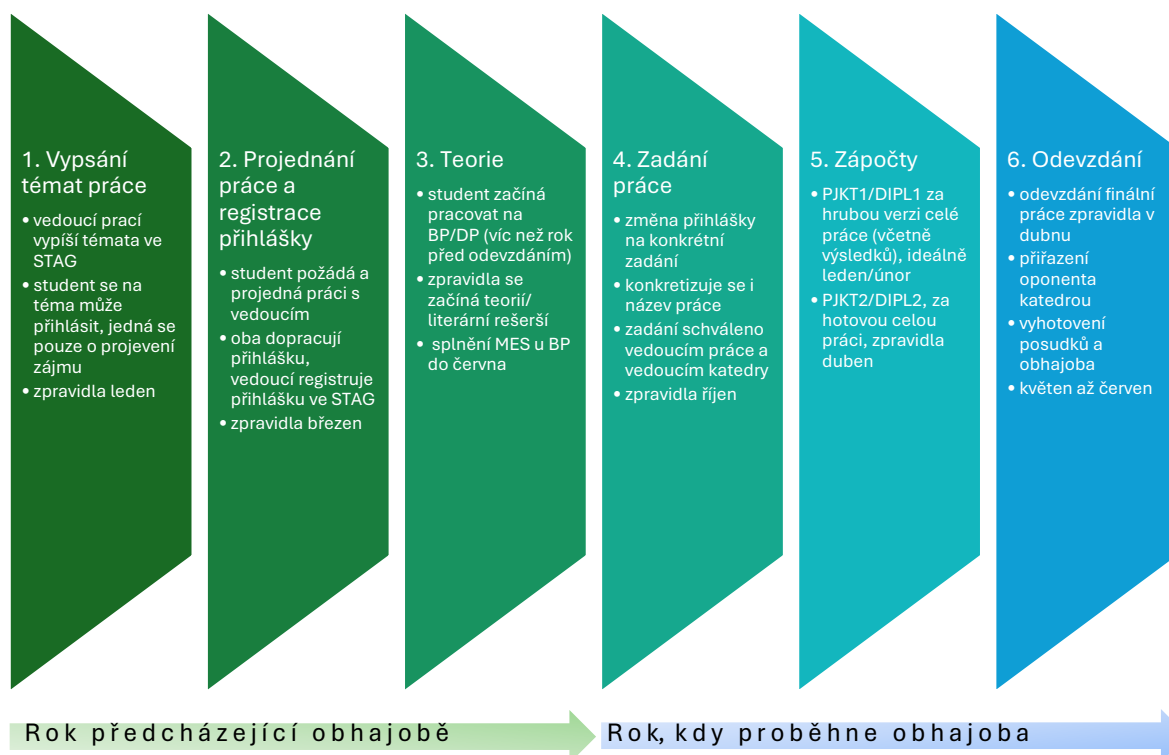 1. Vypsání
témat práce
• vedoucí prací
vypíší témata ve
STAG
• student se na
téma může
přihlásit, jedná se
pouze o projevení
zájmu
• zpravidla leden
2. Projednání
práce a
registrace
přihlášky
• student požádá a
projedná práci s
vedoucím
• oba dopracují
přihlášku,
vedoucí registruje
přihlášku ve STAG
• zpravidla březen
3. Teorie
• student začíná
pracovat na
BP/DP (víc než rok
před odevzdáním)
• zpravidla se
začíná teorií/
literární rešerší
• splnění MES u BP
do června
4. Zadání
práce
• změna přihlášky
na konkrétní
zadání
• konkretizuje se i
název práce
• zadání schváleno
vedoucím práce a
vedoucím katedry
• zpravidla říjen
5. Zápočty
• PJKT1/DIPL1 za
hrubou verzi celé
práce (včetně
výsledků), ideálně
leden/únor
• PJKT2/DIPL2, za
hotovou celou
práci, zpravidla
duben
6. Odevzdání
• odevzdání finální
práce zpravidla v
dubnu
• přiřazení
oponenta
katedrou
• vyhotovení
posudků a
obhajoba
• květen až červen
Rok předcházející obhajobě
Rok, kdy proběhne obhajoba